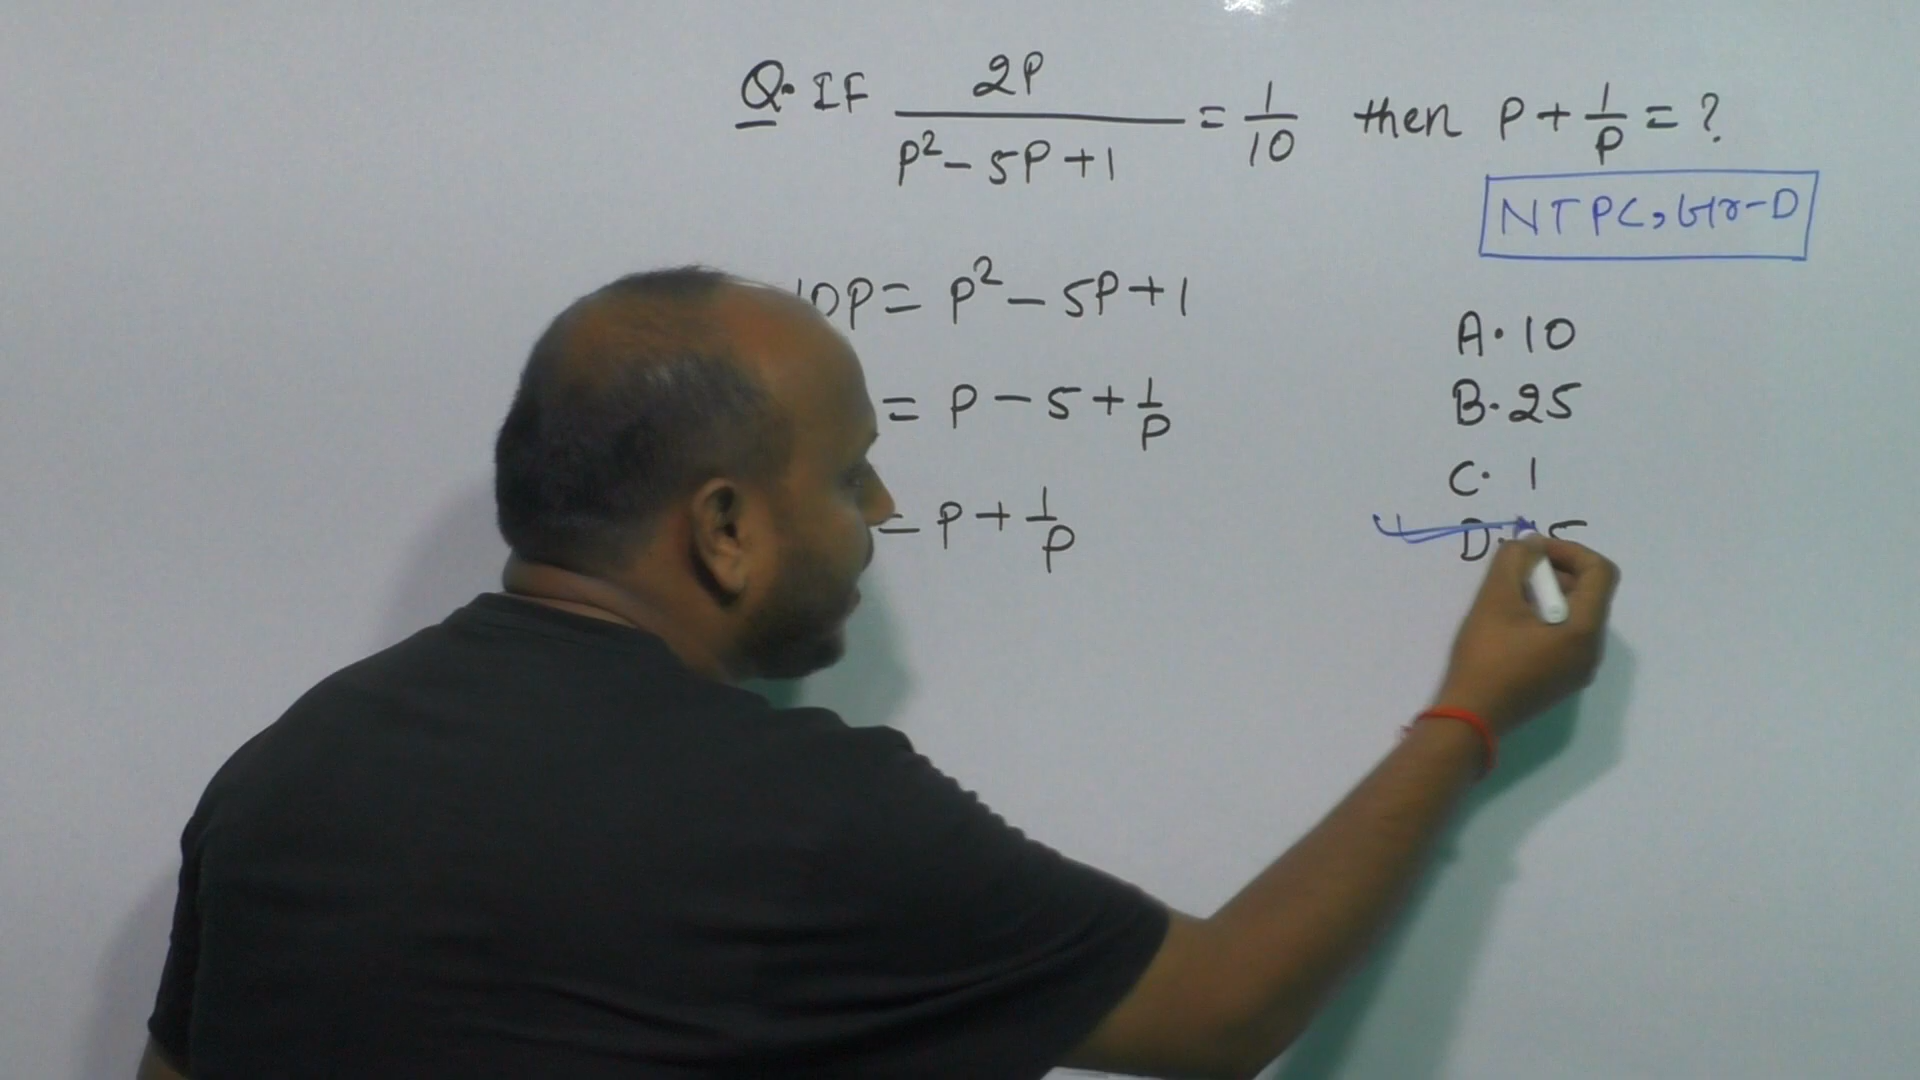 Q. IF 2P / P² - 5P + 1 = 1/10 then P + 1/P = ?
NTPC, Gr-D
10P = P² - 5P + 1
= P - 5 + 1/P
= P + 1/P
A. 10
B. 25
C. 1
D.